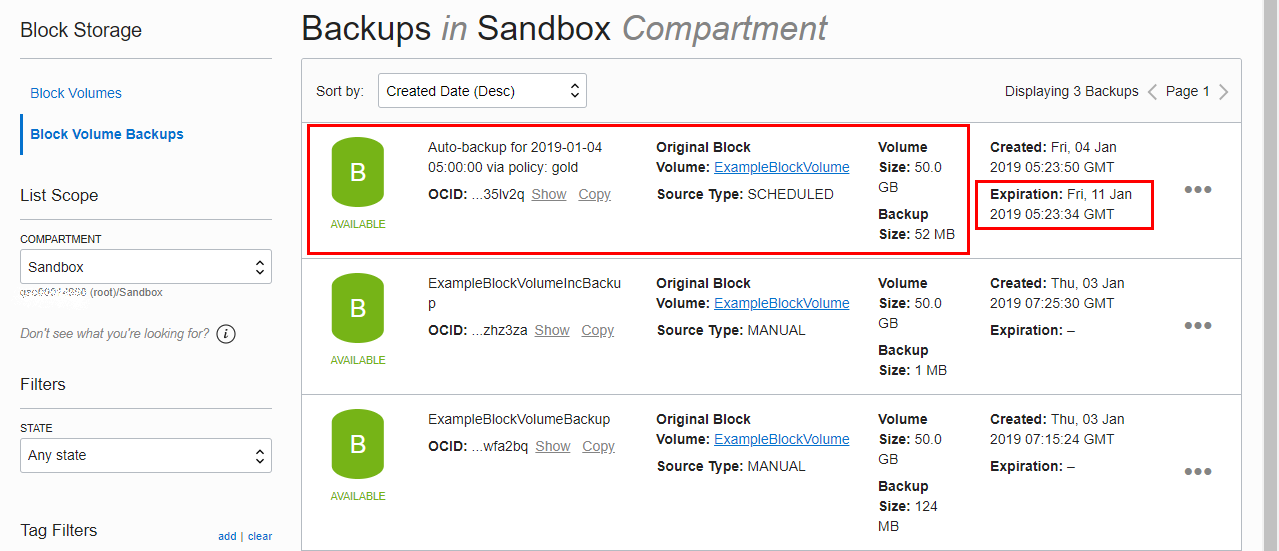 Block Storage
Block Volumes
Block Volume Backups
List Scope
COMPARTMENT
Sandbox
(root)/Sandbox
Don't see what you're looking for? i
Filters
STATE
Any state
Tag Filters
add | clear
Backups in Sandbox Compartment
Sort by:
Created Date (Desc)
Displaying 3 Backups
Page 1
B
AVAILABLE
Auto-backup for 2019-01-04
05:00:00 via policy: gold
OCID: ...35lv2q Show Copy
Original Block
Volume: ExampleBlockVolume
Source Type: SCHEDULED
Volume
Size: 50.0
GB
Backup
Size: 52 MB
Created: Fri, 04 Jan
2019 05:23:50 GMT
Expiration: Fri, 11 Jan
2019 05:23:34 GMT
B
AVAILABLE
ExampleBlockVolumeIncBacku
p
OCID: ...zhz3za Show Copy
Original Block
Volume: ExampleBlockVolume
Source Type: MANUAL
Volume
Size: 50.0
GB
Backup
Size: 1 MB
Created: Thu, 03 Jan
2019 07:25:30 GMT
Expiration: –
B
AVAILABLE
ExampleBlockVolumeBackup
OCID: ...wfa2bq Show Copy
Original Block
Volume: ExampleBlockVolume
Source Type: MANUAL
Volume
Size: 50.0
GB
Backup
Size: 124
MB
Created: Thu, 03 Jan
2019 07:15:24 GMT
Expiration: –